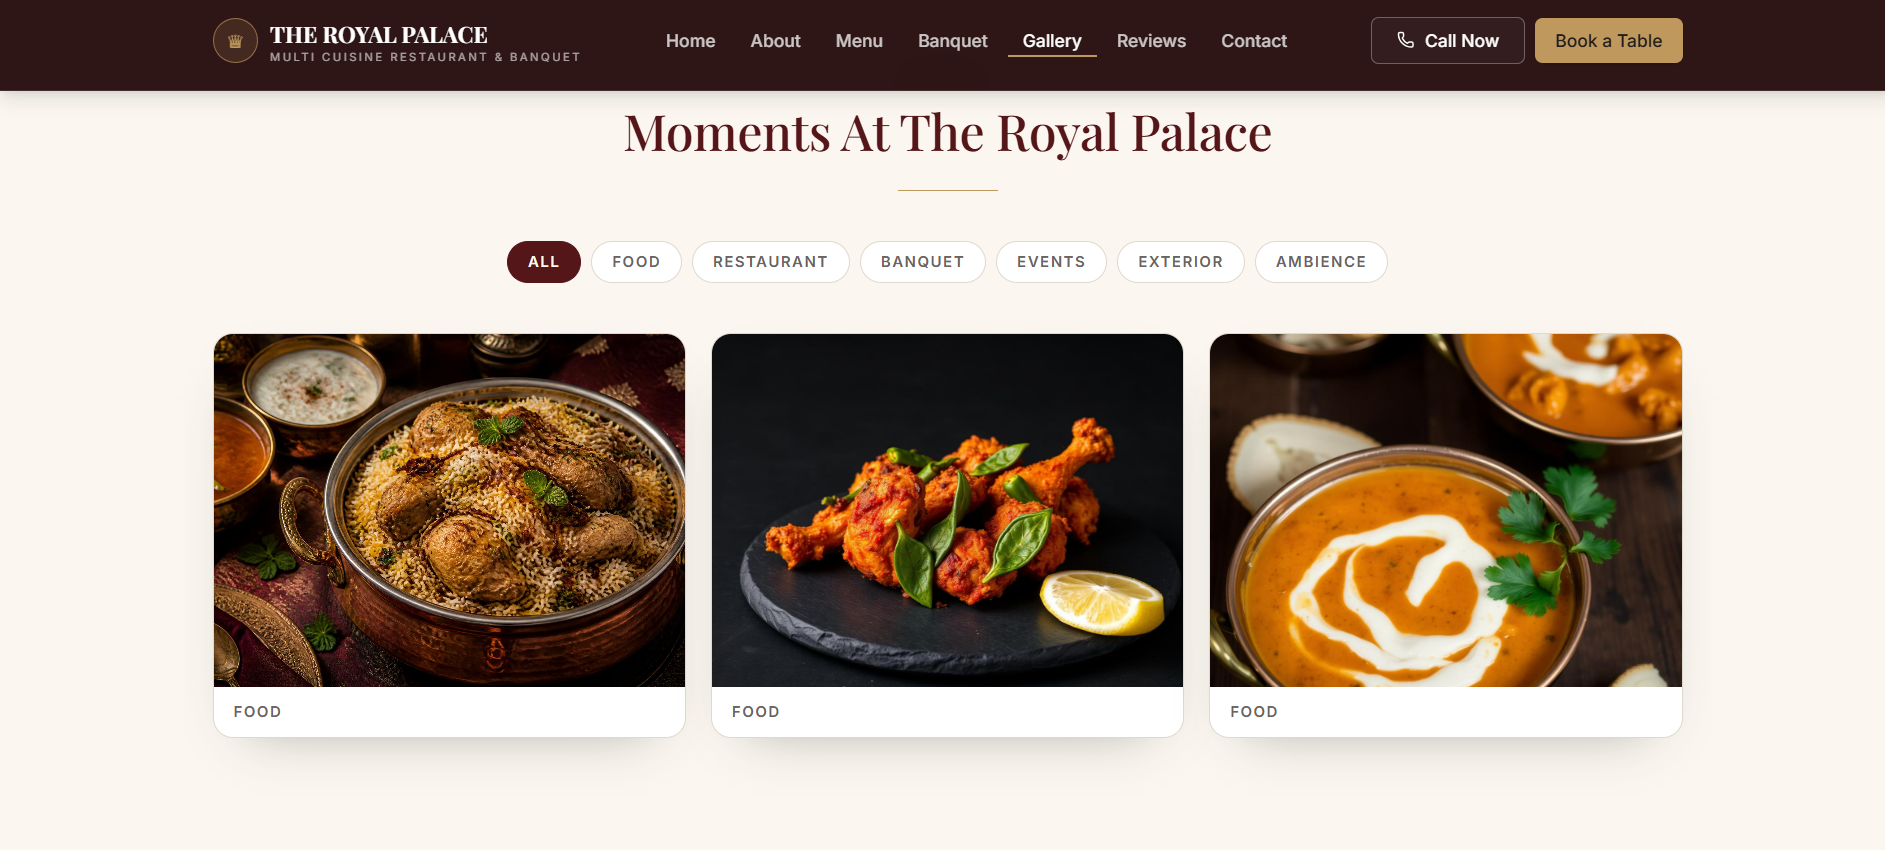 THE ROYAL PALACE
MULTI CUISINE RESTAURANT & BANQUET
Home About Menu Banquet Gallery Reviews Contact
Call Now
Book a Table
Moments At The Royal Palace
ALL FOOD RESTAURANT BANQUET EVENTS EXTERIOR AMBIENCE
FOOD FOOD FOOD